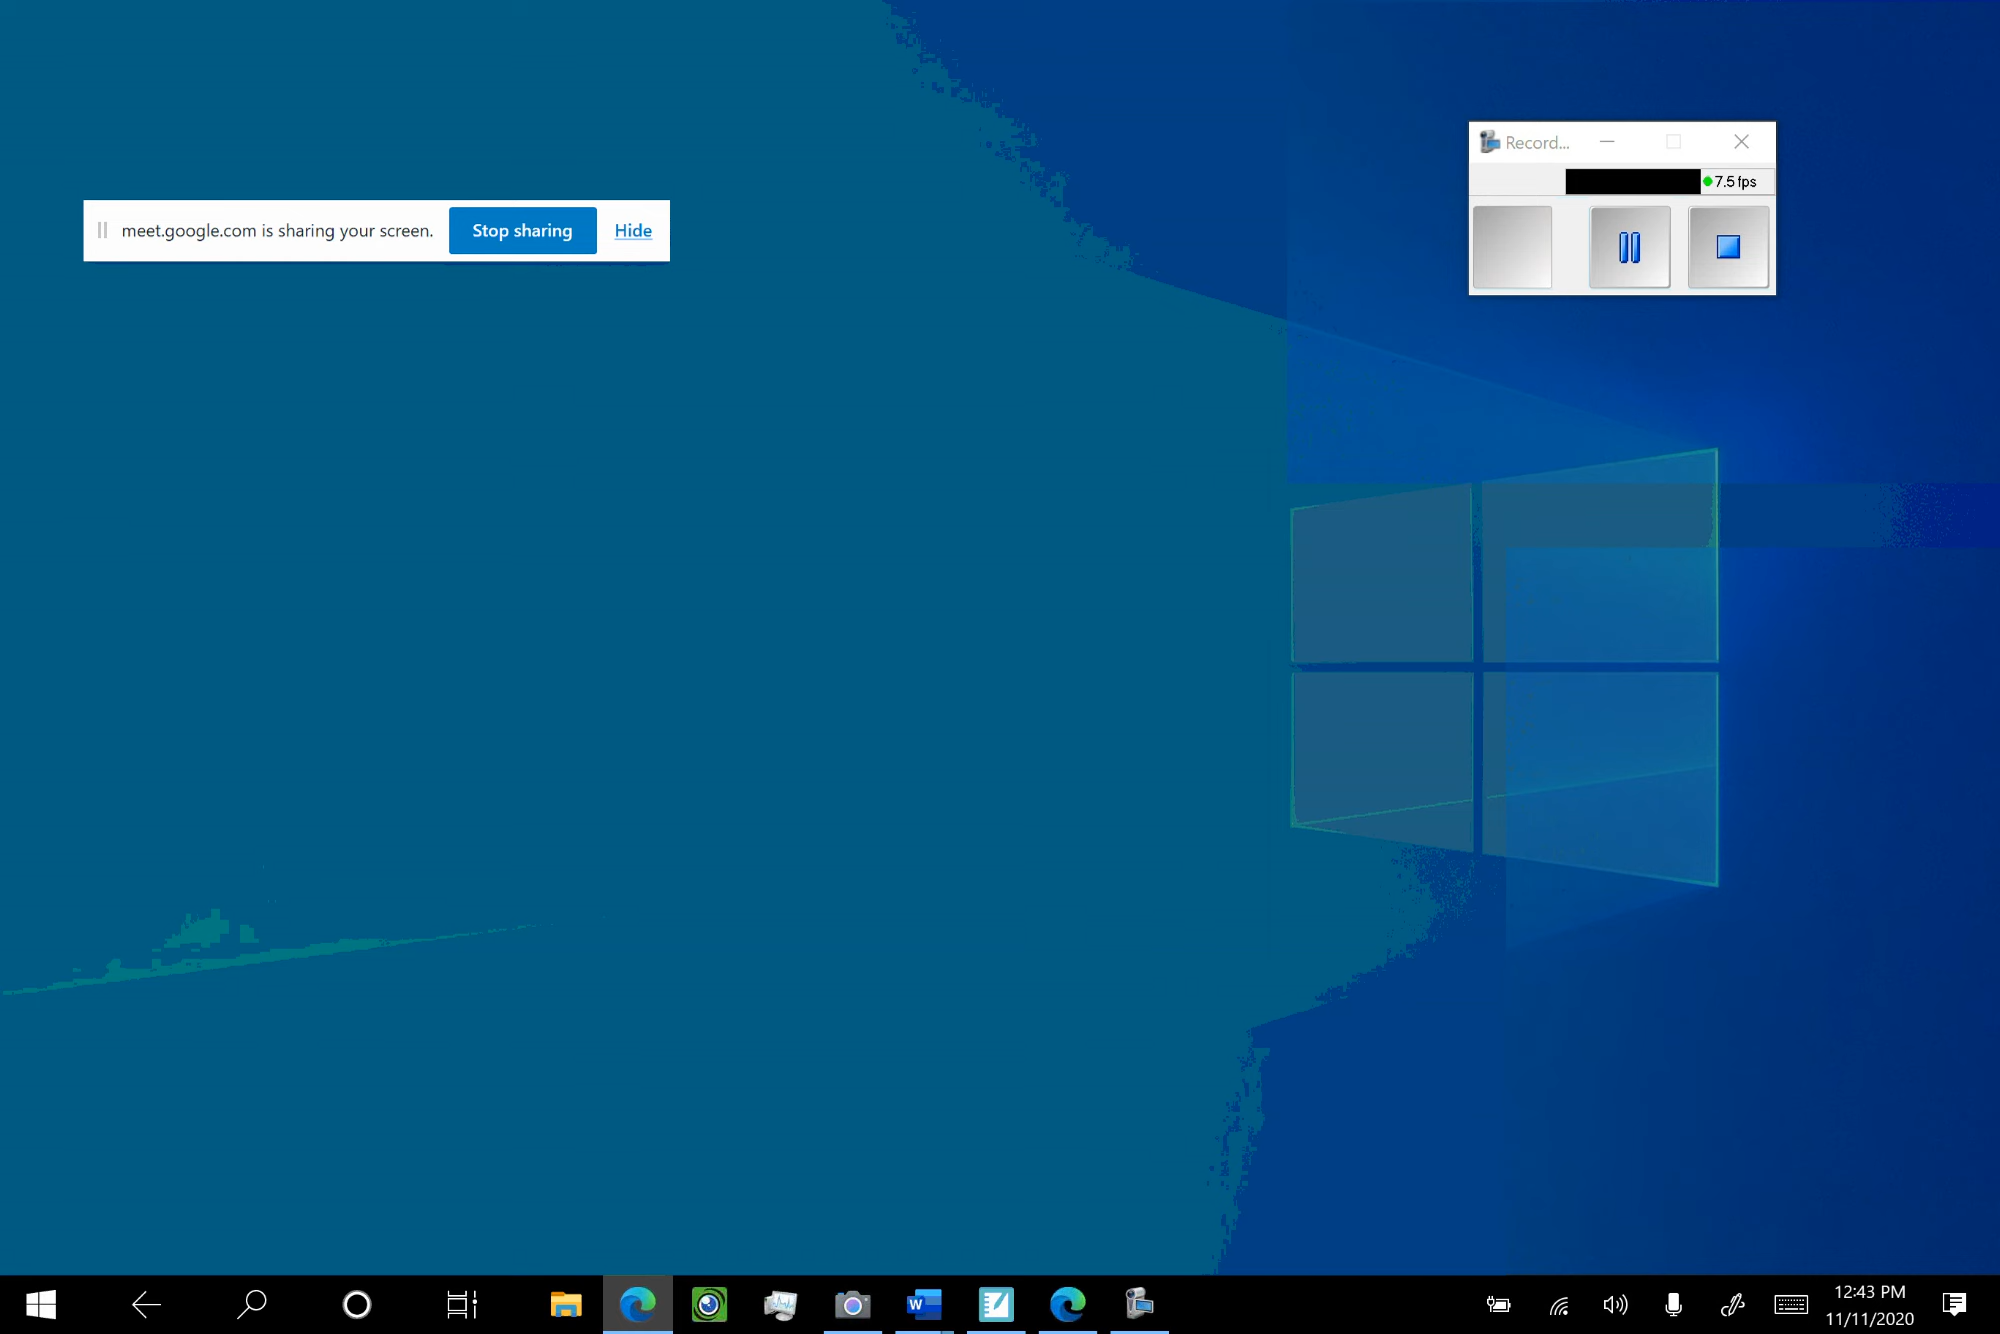 Record...
7.5 fps
meet.google.com is sharing your screen. Stop sharing Hide
W
12:43 PM
11/11/2020